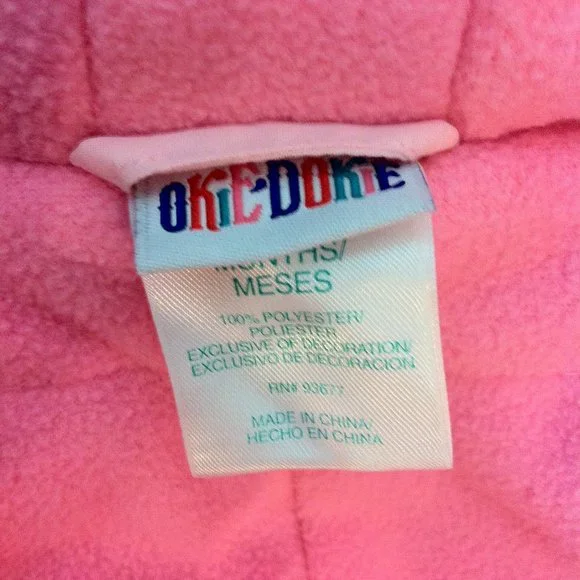 OKIE·DOKIE
MONTHS/
MESES
100% POLYESTER/
POLIESTER
EXCLUSIVE OF DECORATION/
EXCLUSIVO DE DECORACION
RN# 93677
MADE IN CHINA/
HECHO EN CHINA